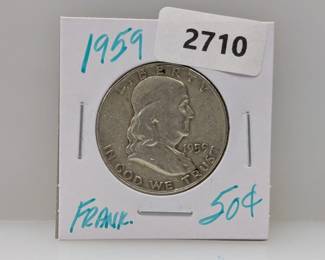 1959
2710
LIBERTY
1959
IN GOD WE TRUST
FRANK.
50¢